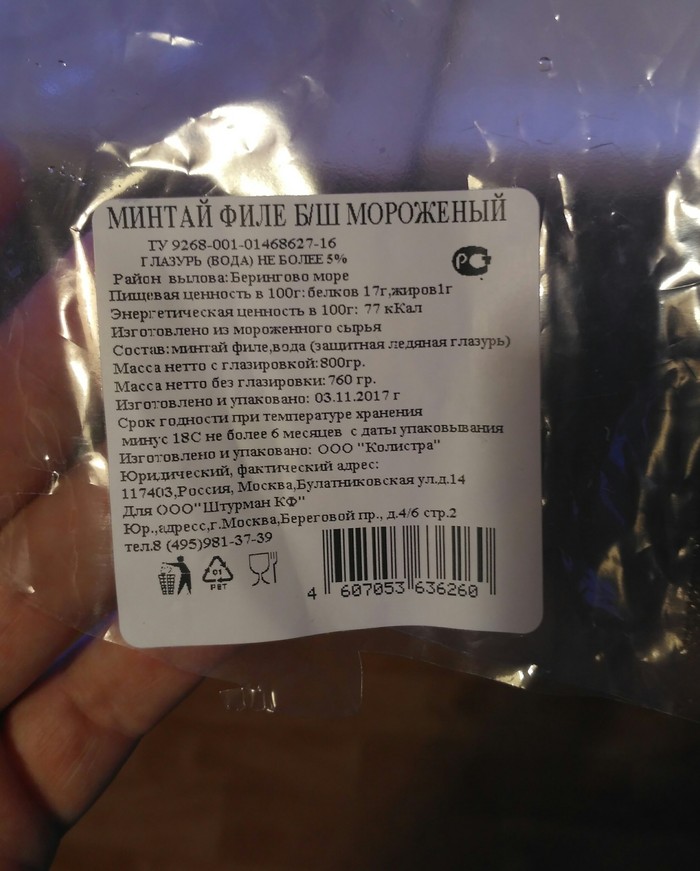 МИНТАЙ ФИЛЕ Б/Ш МОРОЖЕНЫЙ
ТУ 9268-001-01468627-16
ГЛАЗУРЬ (ВОДА) НЕ БОЛЕЕ 5%
РС
Район вылова:Берингово море
Пищевая ценность в 100г: белков 17г,жиров1г
Энергетическая ценность в 100г: 77 кКал
Изготовлено из мороженного сырья
Состав:минтай филе,вода (защитная ледяная глазурь)
Масса нетто с глазировкой:800гр.
Масса нетто без глазировки: 760 гр.
Изготовлено и упаковано: 03.11.2017 г
Срок годности при температуре хранения
минус 18С не более 6 месяцев с даты упаковывания
Изготовлено и упаковано: ООО "Колистра"
Юридический, фактический адрес:
117403,Россия, Москва,Булатниковская ул.д.14
Для ООО"Штурман КФ"
Юр.,адресс,г.Москва,Береговой пр., д.4/6 стр.2
тел.8 (495)981-37-39
01
PET
4 607053 636260